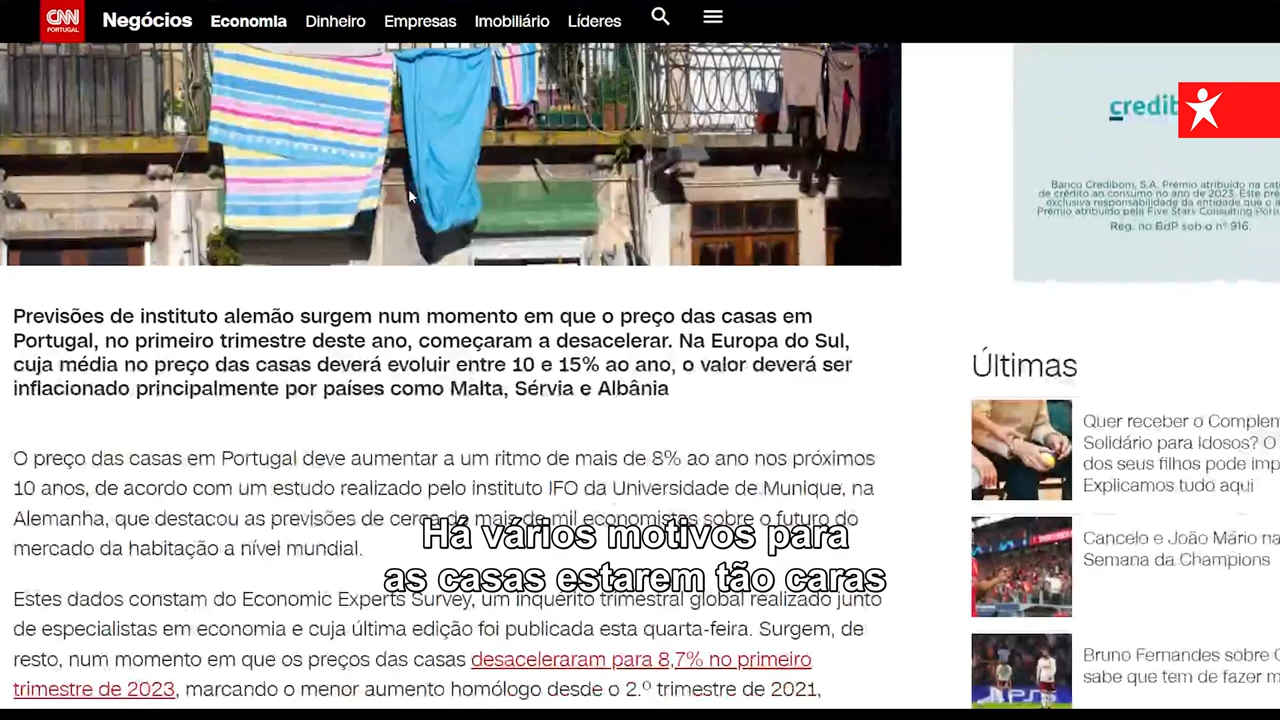 CNN
PORTUGAL
Negócios
Economia
Dinheiro
Empresas
Imobiliário
Líderes
Banco Credibom, S.A. Prémio atribuído na
de crédito ao consumo no ano de 2023. Este
exclusiva responsabilidade da entidade que o
Prémio atribuído pela Five Stars Consulting
Reg. no BdP sob o nº 916.
Previsões de instituto alemão surgem num momento em que o preço das casas em
Portugal, no primeiro trimestre deste ano, começaram a desacelerar. Na Europa do Sul,
cuja média no preço das casas deverá evoluir entre 10 e 15% ao ano, o valor deverá ser
inflacionado principalmente por países como Malta, Sérvia e Albânia
O preço das casas em Portugal deve aumentar a um ritmo de mais de 8% ao ano nos próximos
10 anos, de acordo com um estudo realizado pelo instituto IFO da Universidade de Munique, na
Alemanha, que destacou as previsões de cerca de mais de mil economistas sobre o futuro do
mercado da habitação a nível mundial.
Há vários motivos para
as casas estarem tão caras
Estes dados constam do Economic Experts Survey, um inquérito trimestral global realizado junto
de especialistas em economia e cuja última edição foi publicada esta quarta-feira. Surgem, de
resto, num momento em que os preços das casas desaceleraram para 8,7% no primeiro
trimestre de 2023, marcando o menor aumento homólogo desde o 2.º trimestre de 2021,
Últimas
Quer receber o
Solidário para Idosos? O
dos seus filhos pode
Explicamos tudo aqui
Cancelo e João Mário
Semana da Champions
Bruno Fernandes sobre
sabe que tem de fazer
PS5